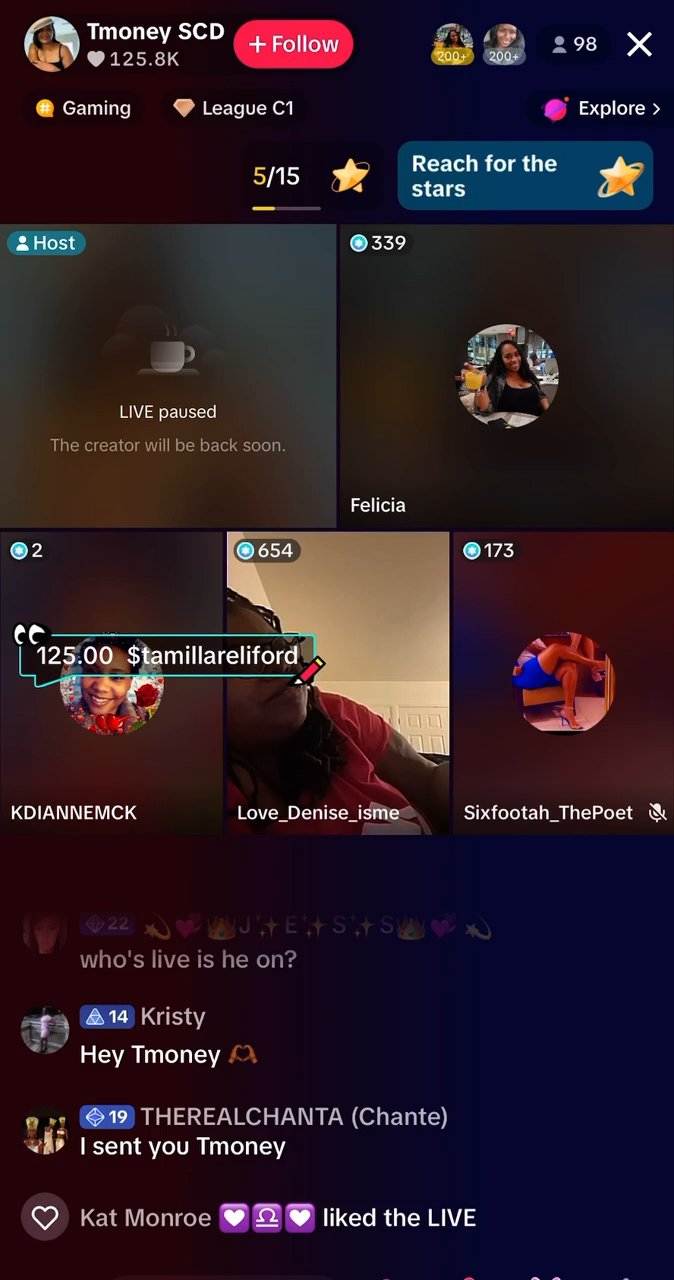 Tmoney SCD
+ Follow
125.8K
200+
200+
98
Gaming
League C1
Explore >
5/15
Reach for the
stars
Host
339
LIVE paused
The creator will be back soon.
Felicia
2
654
173
125.00 $tamillareliford
KDIANNEMCK
Love_Denise_isme
Sixfootah_ThePoet
22 💫💞👑J✨E✨S✨S👑💞💫
who's live is he on?
14 Kristy
Hey Tmoney 🫶🏾
19 THEREALCHANTA (Chante)
I sent you Tmoney
Kat Monroe 💟♎💟 liked the LIVE